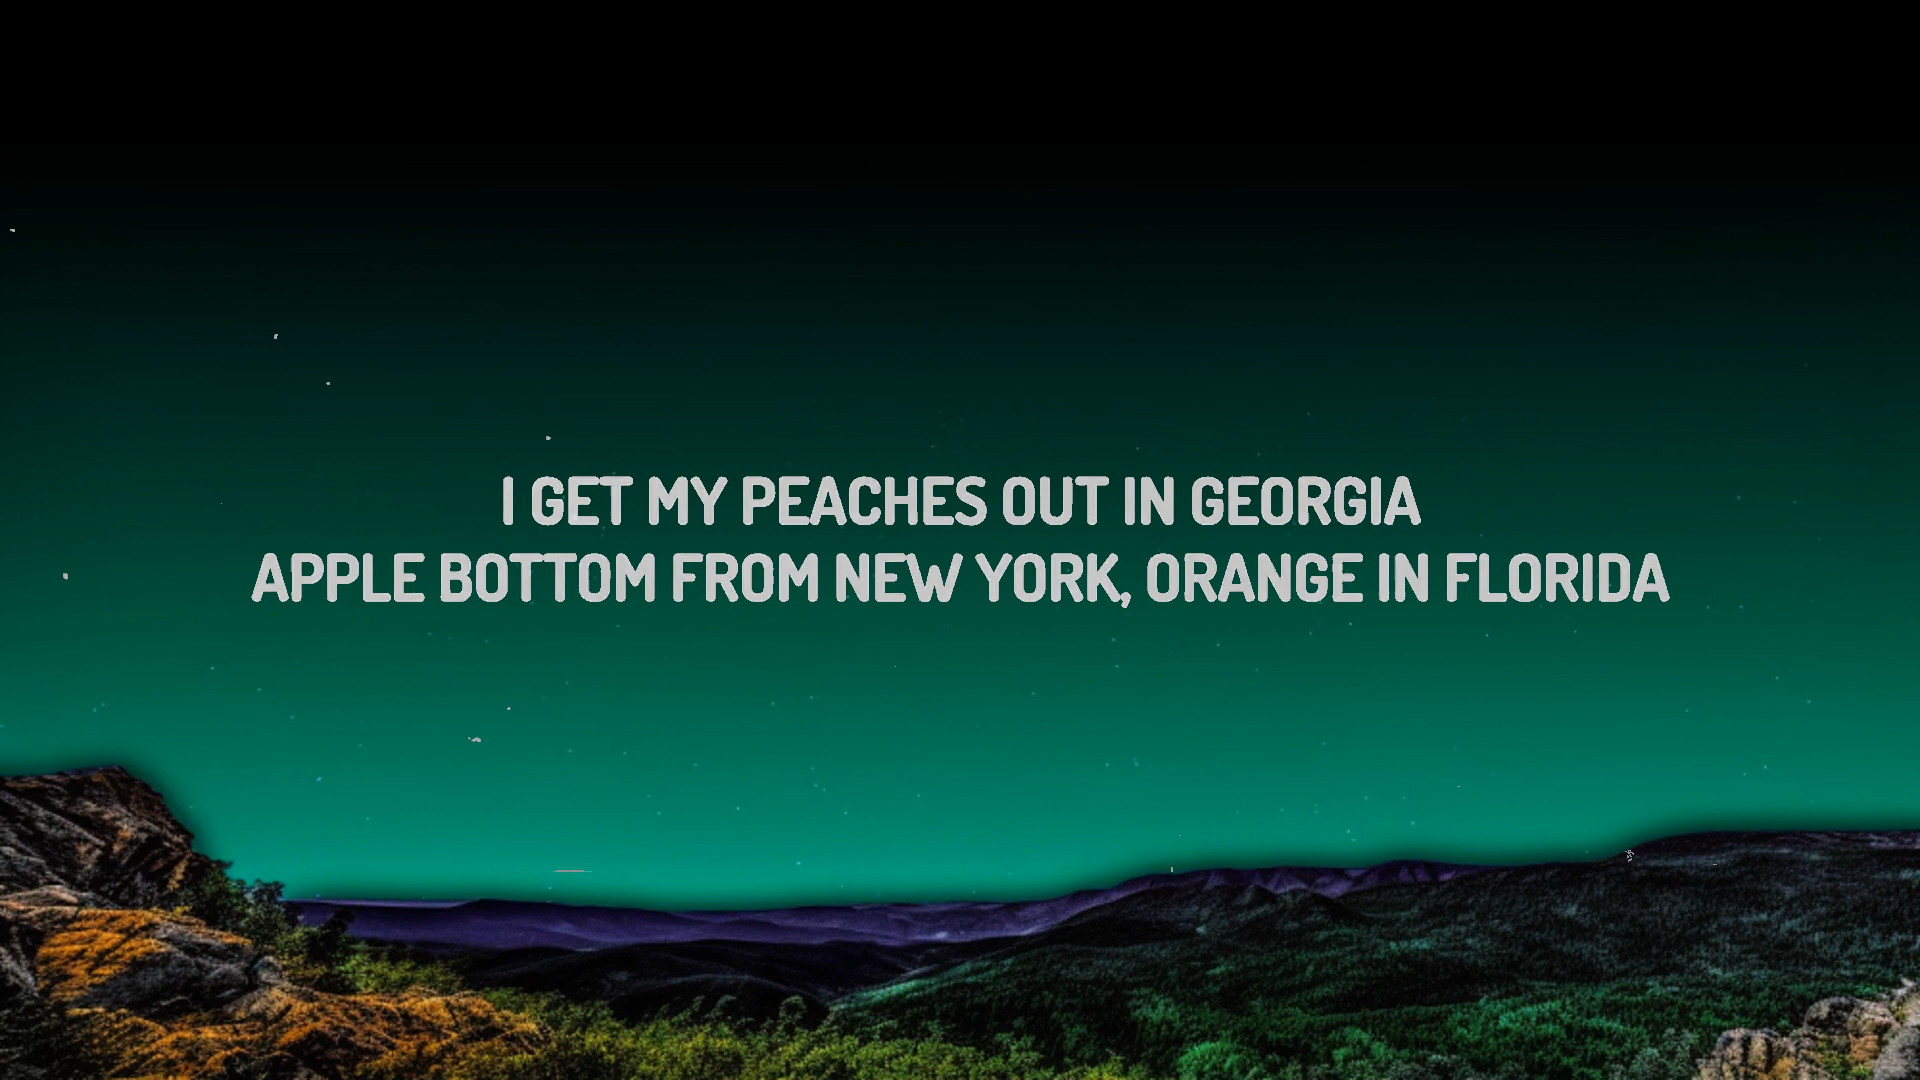 I GET MY PEACHES OUT IN GEORGIA
APPLE BOTTOM FROM NEW YORK, ORANGE IN FLORIDA